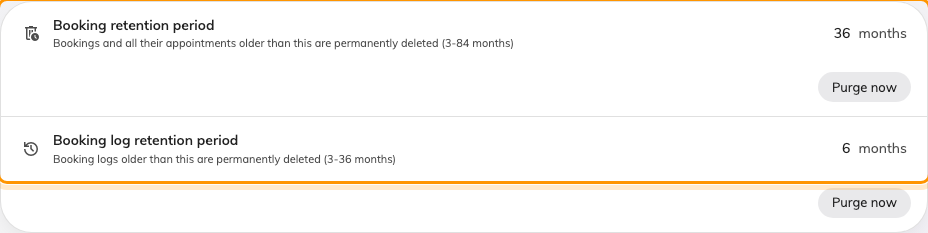 Booking retention period
Bookings and all their appointments older than this are permanently deleted (3-84 months)
36 months
Purge now
Booking log retention period
Booking logs older than this are permanently deleted (3-36 months)
6 months
Purge now